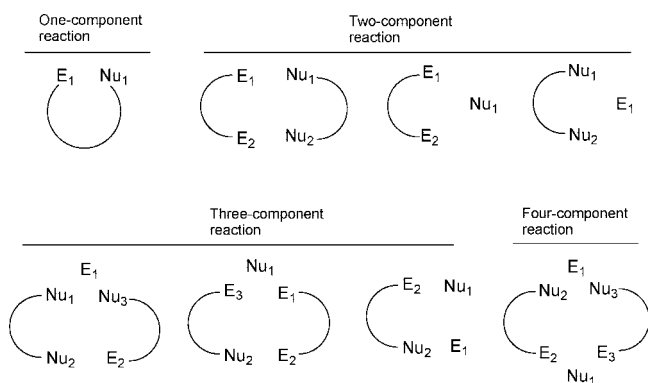 One-component
reaction
Two-component
reaction
E₁ Nu₁
E₁ Nu₁ E₁ Nu₁
Nu₁ E₁
E₂ Nu₂ E₂ Nu₂
Three-component
reaction
Four-component
reaction
E₁ Nu₁ E₁
Nu₁ Nu₃ E₃ E₁ E₂ Nu₁ Nu₂ Nu₃
Nu₂ E₂ Nu₂ E₂ Nu₂ E₁ E₂ E₃
Nu₁